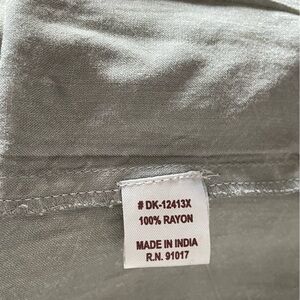 # DK-12413X
100% RAYON
MADE IN INDIA
R.N. 91017